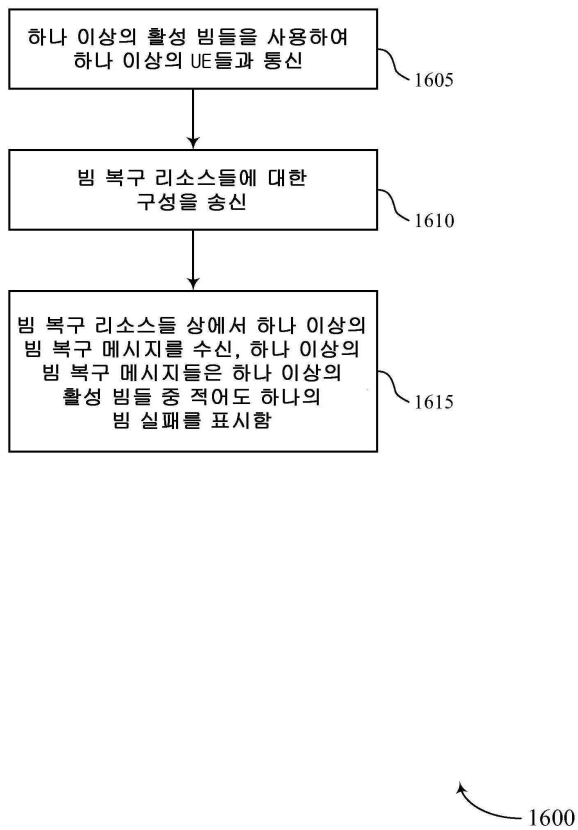 하나 이상의 활성 빔들을 사용하여
하나 이상의 UE들과 통신
1605
빔 복구 리소스들에 대한
구성을 송신
1610
빔 복구 리소스들 상에서 하나 이상의
빔 복구 메시지를 수신, 하나 이상의
빔 복구 메시지들은 하나 이상의
활성 빔들 중 적어도 하나의
빔 실패를 표시함
1615
1600